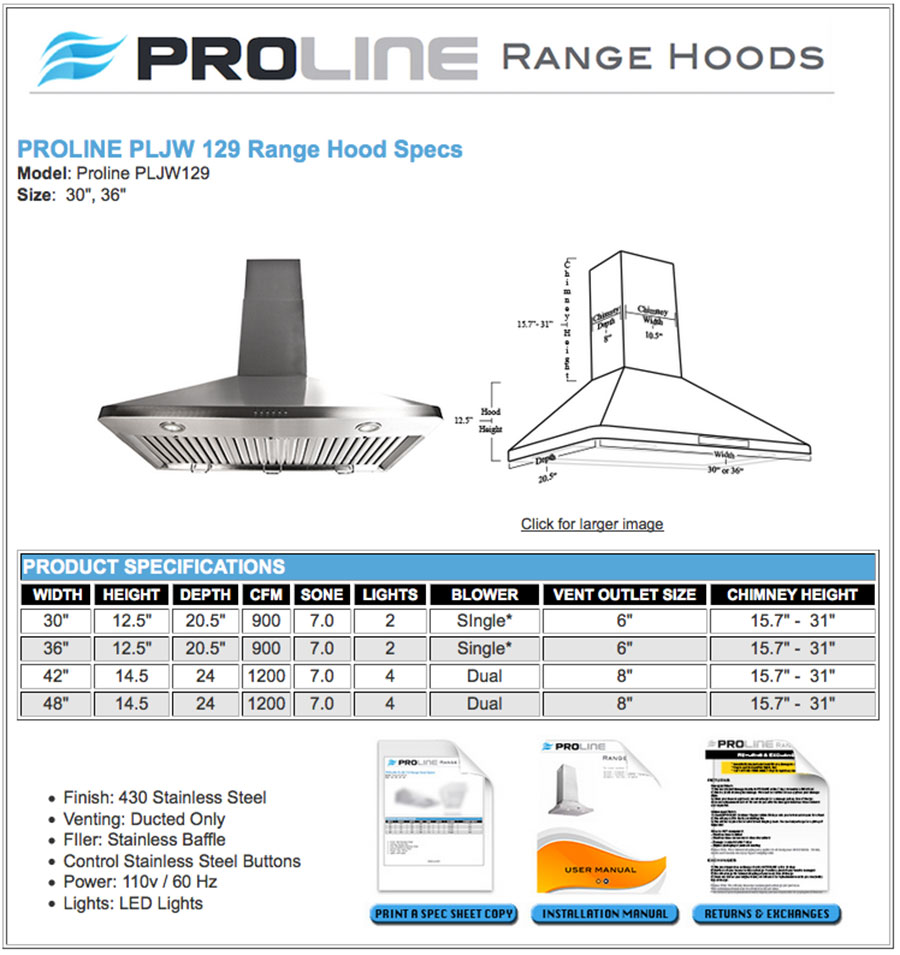 PROLINE RANGE HOODS
PROLINE PLJW 129 Range Hood Specs
Model: Proline PLJW129
Size: 30", 36"
Chimney Height
15.7"- 31"
Chimney Depth
8"
Chimney Width
10.5"
Hood Height
12.5"
Depth
20.5"
Width
30" or 36"
Click for larger image
PRODUCT SPECIFICATIONS
WIDTH HEIGHT DEPTH CFM SONE LIGHTS BLOWER VENT OUTLET SIZE CHIMNEY HEIGHT
30" 12.5" 20.5" 900 7.0 2 SIngle* 6" 15.7" - 31"
36" 12.5" 20.5" 900 7.0 2 Single* 6" 15.7" - 31"
42" 14.5 24 1200 7.0 4 Dual 8" 15.7" - 31"
48" 14.5 24 1200 7.0 4 Dual 8" 15.7" - 31"
• Finish: 430 Stainless Steel
• Venting: Ducted Only
• FIler: Stainless Baffle
• Control Stainless Steel Buttons
• Power: 110v / 60 Hz
• Lights: LED Lights
PROLINE RANGE
PROLINE
RANGE
USER MANUAL
PROLINE
RETURNS
EXCHANGES
PRINT A SPEC SHEET COPY
INSTALLATION MANUAL
RETURNS & EXCHANGES